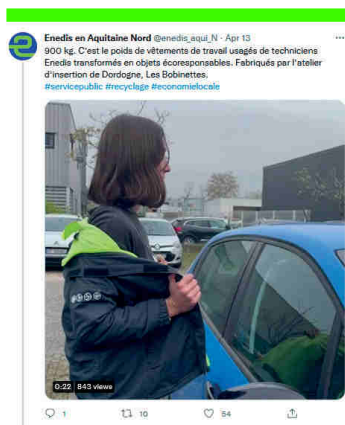 Enedis en Aquitaine Nord @enedis_aqui_N · Apr 13
900 kg. C'est le poids de vêtements de travail usagés de techniciens
Enedis transformés en objets écoresponsables. Fabriqués par l'atelier
d'insertion de Dordogne, Les Bobinettes.
#servicepublic #recyclage #economielocale
0:22 843 views
1 10 54